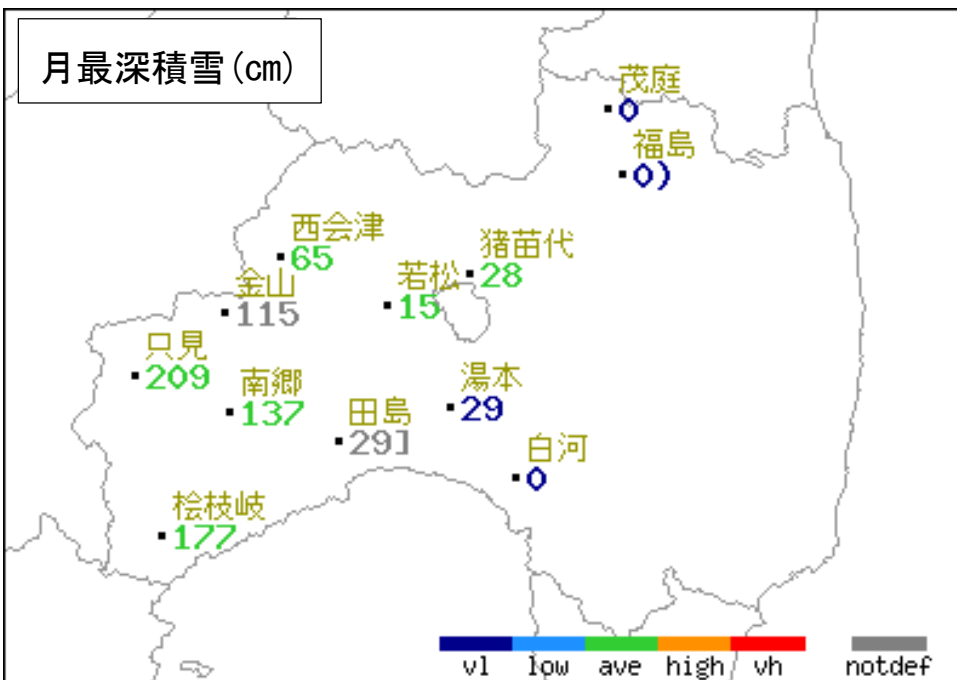 月最深積雪(cm)
茂庭
0
福島
0)
西会津
65
猪苗代
28
金山
115
若松
15
只見
209
南郷
137
湯本
29
田島
29]
白河
0
桧枝岐
177
vl low ave high vh notdef